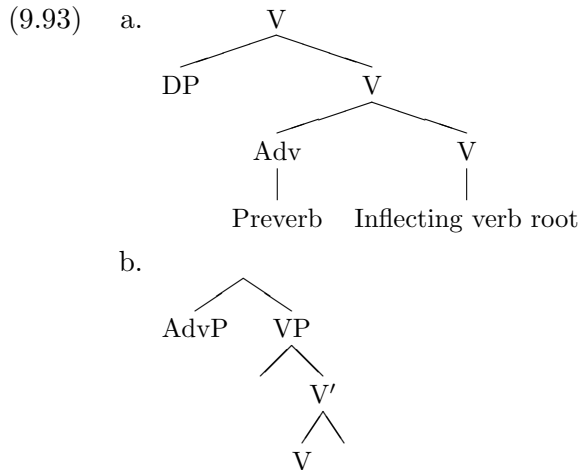 (9.93) a. V
DP V
Adv V
Preverb Inflecting verb root
b.
AdvP VP
V′
V